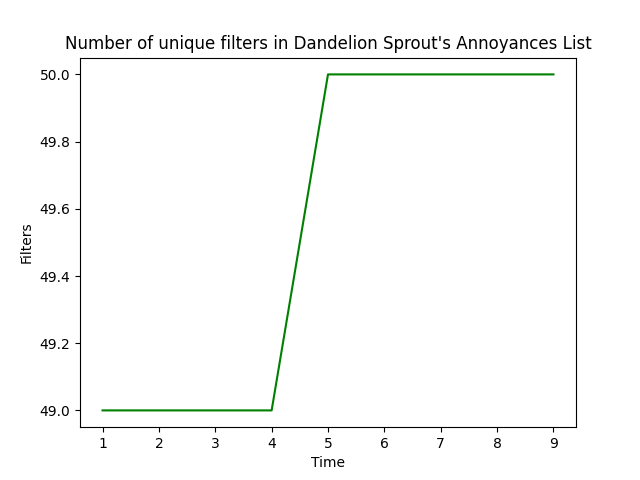 Number of unique filters in Dandelion Sprout's Annoyances List
50.0
49.8
49.6
49.4
49.2
49.0
Filters
1 2 3 4 5 6 7 8 9
Time